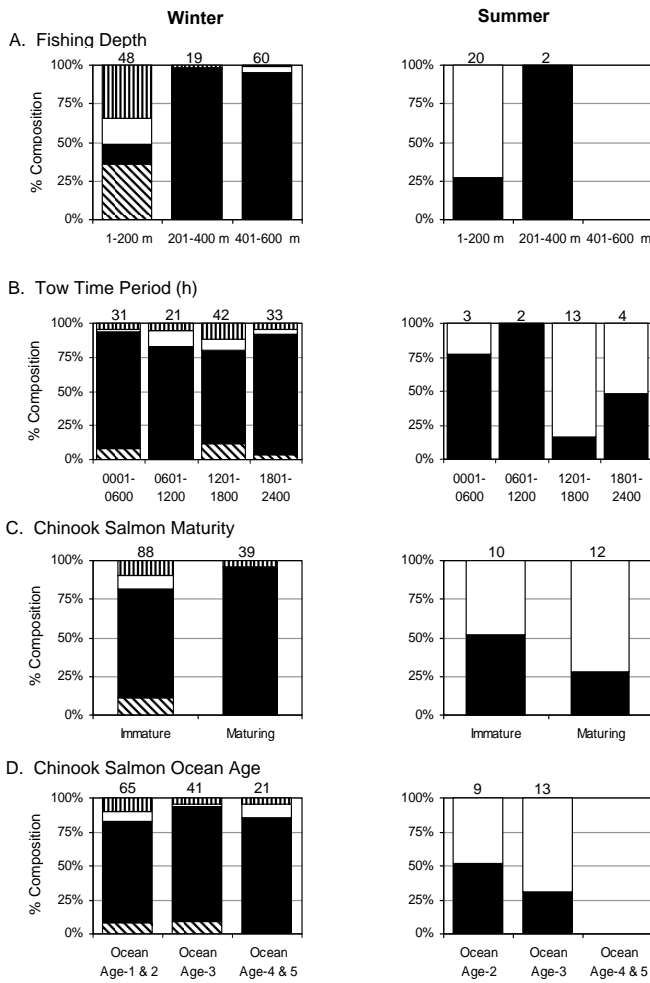 Winter Summer
A. Fishing Depth
48 19 60 20 2
100% 100%
75% 75%
50% 50%
25% 25%
0% 0%
% Composition
1-200 m 201-400 m 401-600 m 1-200 m 201-400 m 401-600 m
B. Tow Time Period (h)
31 21 42 33 3 2 13 4
100% 100%
75% 75%
50% 50%
25% 25%
0% 0%
% Composition
0001- 0601- 1201- 1801- 0001- 0601- 1201- 1801-
0600 1200 1800 2400 0600 1200 1800 2400
C. Chinook Salmon Maturity
88 39 10 12
100% 100%
75% 75%
50% 50%
25% 25%
0% 0%
% Composition
Immature Maturing Immature Maturing
D. Chinook Salmon Ocean Age
65 41 21 9 13
100% 100%
75% 75%
50% 50%
25% 25%
0% 0%
% Composition
Ocean Ocean Ocean Ocean Ocean Ocean
Age-1 & 2 Age-3 Age-4 & 5 Age-2 Age-3 Age-4 & 5